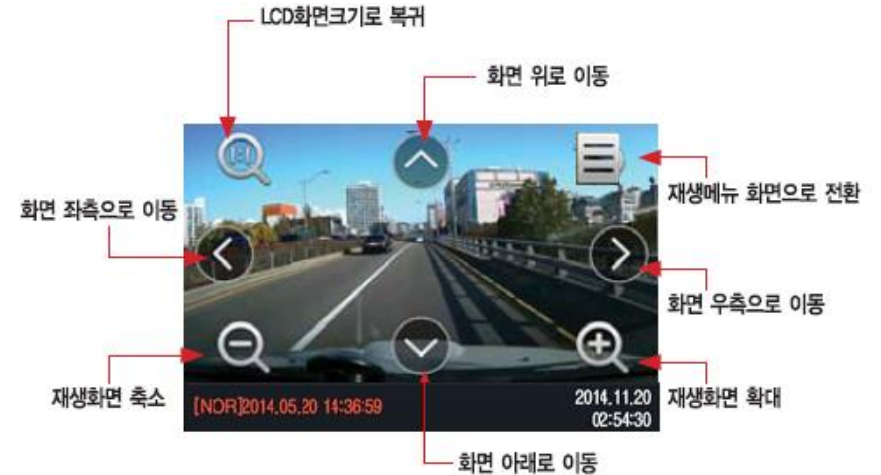 LCD화면크기로 복귀
화면 위로 이동
재생메뉴 화면으로 전환
화면 좌측으로 이동
화면 우측으로 이동
재생화면 축소
재생화면 확대
[NOR]2014.05.20 14:36:59
2014.11.20
02:54:30
화면 아래로 이동